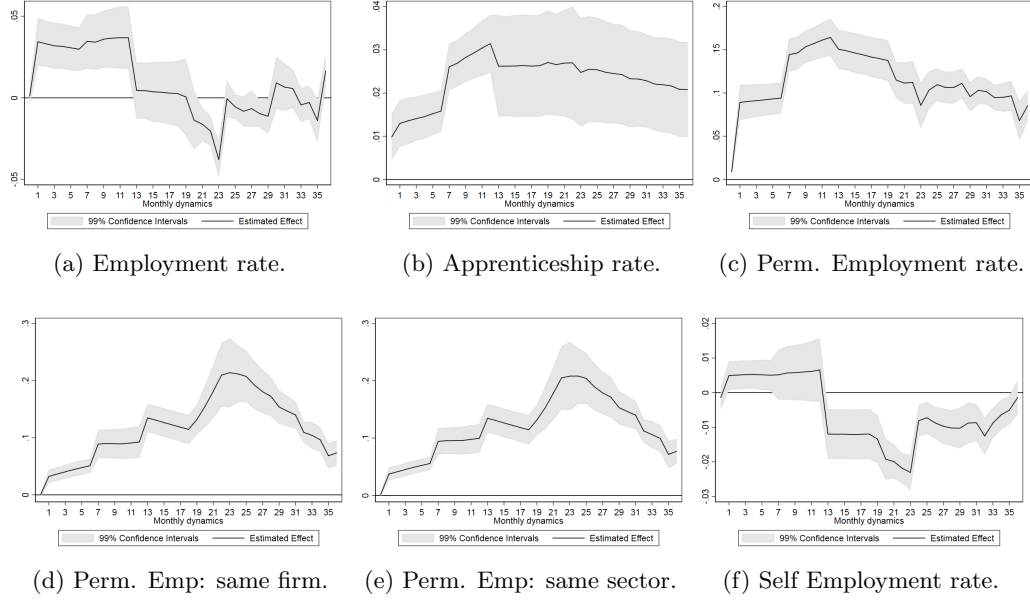 .05
0
-.05
1 3 5 7 9 11 13 15 17 19 21 23 25 27 29 31 33 35
Monthly dynamics
99% Confidence Intervals Estimated Effect
(a) Employment rate.
.04
.03
.02
.01
0
1 3 5 7 9 11 13 15 17 19 21 23 25 27 29 31 33 35
Monthly dynamics
99% Confidence Intervals Estimated Effect
(b) Apprenticeship rate.
.2
.15
.1
.05
0
1 3 5 7 9 11 13 15 17 19 21 23 25 27 29 31 33 35
Monthly dynamics
99% Confidence Intervals Estimated Effect
(c) Perm. Employment rate.
.3
.2
.1
0
1 3 5 7 9 11 13 15 17 19 21 23 25 27 29 31 33 35
Monthly dynamics
99% Confidence Intervals Estimated Effect
(d) Perm. Emp: same firm.
.3
.2
.1
0
1 3 5 7 9 11 13 15 17 19 21 23 25 27 29 31 33 35
Monthly dynamics
99% Confidence Intervals Estimated Effect
(e) Perm. Emp: same sector.
.02
.01
0
-.01
-.02
-.03
1 3 5 7 9 11 13 15 17 19 21 23 25 27 29 31 33 35
Monthly dynamics
99% Confidence Intervals Estimated Effect
(f) Self Employment rate.